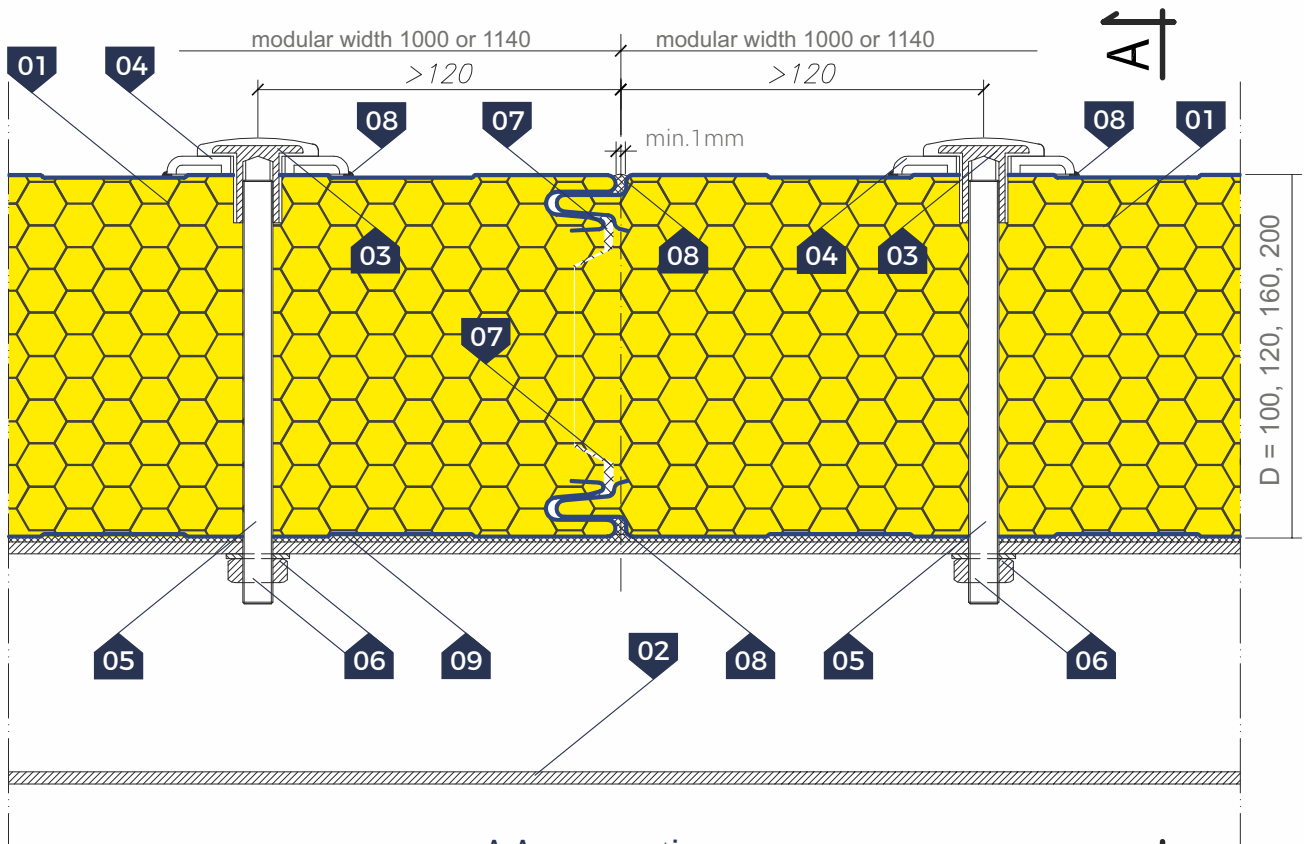 modular width 1000 or 1140 modular width 1000 or 1140
>120 >120
A
01 04 08 07 min.1mm 08 01
03 08 04 03
07
D = 100, 120, 160, 200
05 06 09 02 08 05 06